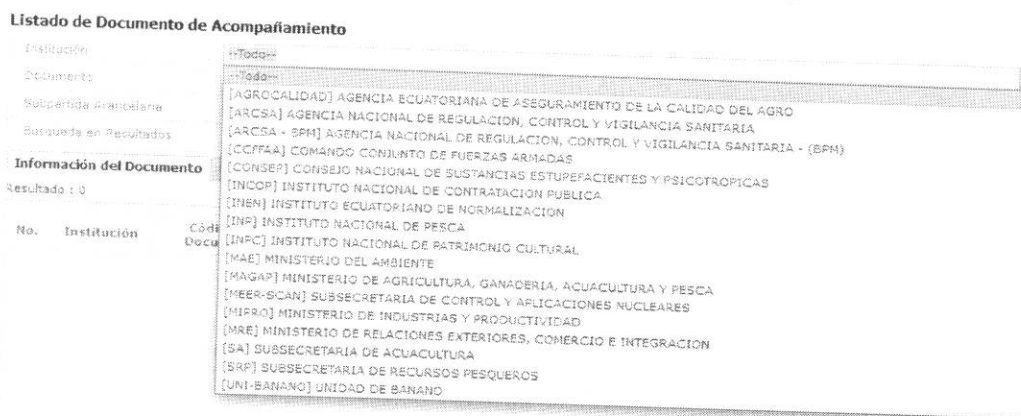 Listado de Documento de Acompañamiento
Institución
--Todo--
Documento
--Todo--
[AGROCALIDAD] AGENCIA ECUATORIANA DE ASEGURAMIENTO DE LA CALIDAD DEL AGRO
Subpartida Arancelaria
[ARCSA] AGENCIA NACIONAL DE REGULACION, CONTROL Y VIGILANCIA SANITARIA
Busqueda en Resultados
[ARCSA - BPM] AGENCIA NACIONAL DE REGULACION, CONTROL Y VIGILANCIA SANITARIA - (BPM)
[CCFFAA] COMANDO CONJUNTO DE FUERZAS ARMADAS
Información del Documento
[CONSEP] CONSEJO NACIONAL DE SUSTANCIAS ESTUPEFACIENTES Y PSICOTROPICAS
Resultado : 0
[INCOP] INSTITUTO NACIONAL DE CONTRATACION PUBLICA
[INEN] INSTITUTO ECUATORIANO DE NORMALIZACION
No. Institución Códi
Docu
[INP] INSTITUTO NACIONAL DE PESCA
[INPC] INSTITUTO NACIONAL DE PATRIMONIO CULTURAL
[MAE] MINISTERIO DEL AMBIENTE
[MAGAP] MINISTERIO DE AGRICULTURA, GANADERIA, ACUACULTURA Y PESCA
[MEER-SCAN] SUBSECRETARIA DE CONTROL Y APLICACIONES NUCLEARES
[MIPRO] MINISTERIO DE INDUSTRIAS Y PRODUCTIVIDAD
[MRE] MINISTERIO DE RELACIONES EXTERIORES, COMERCIO E INTEGRACION
[SA] SUBSECRETARIA DE ACUACULTURA
[SRP] SUBSECRETARIA DE RECURSOS PESQUEROS
[UNI-BANANO] UNIDAD DE BANANO